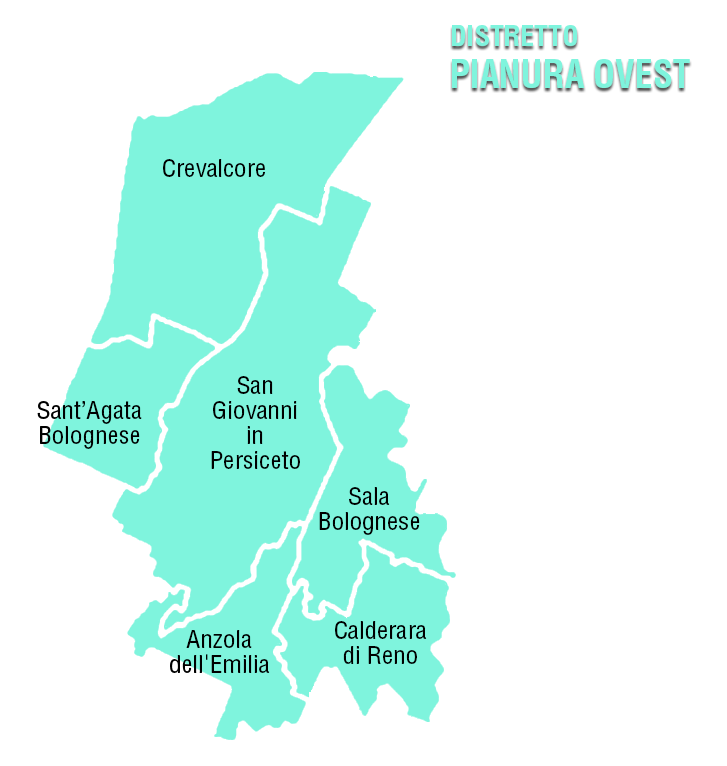 DISTRETTO
PIANURA OVEST
Crevalcore
Sant’Agata
Bolognese
San
Giovanni
in
Persiceto
Sala
Bolognese
Anzola
dell'Emilia
Calderara
di Reno